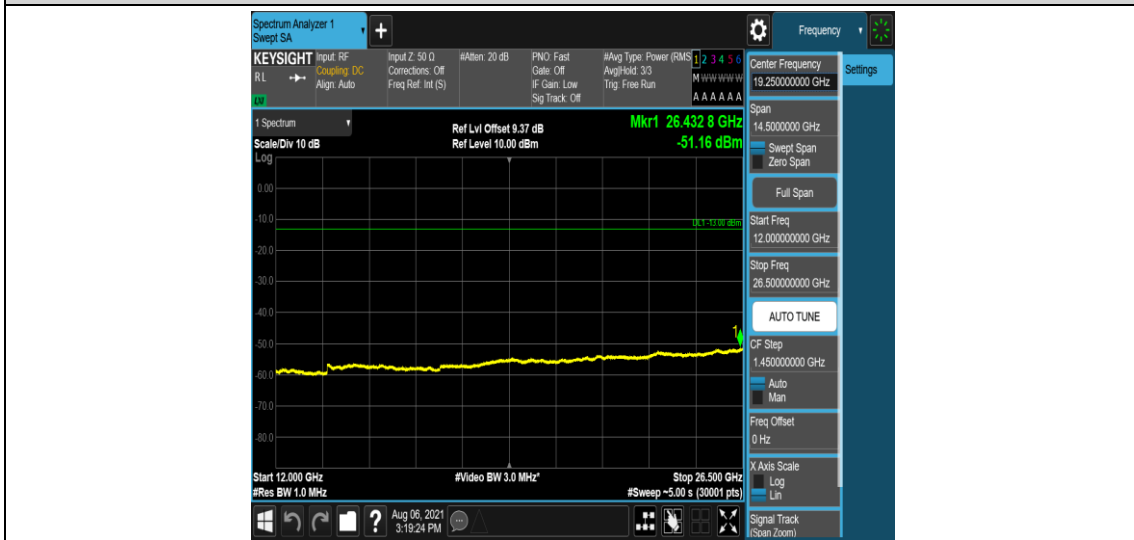 Spectrum Analyzer 1
Swept SA
+
Frequency
KEYSIGHT
RL
LXI
Input: RF
Coupling: DC
Align: Auto
Input Z: 50 Ω
Corrections: Off
Freq Ref: Int (S)
#Atten: 20 dB
PNO: Fast
Gate: Off
IF Gain: Low
Sig Track: Off
#Avg Type: Power (RMS
Avg|Hold: 3/3
Trig: Free Run
1 2 3 4 5 6
M W W W W W
A A A A A A
1 Spectrum
Scale/Div 10 dB
Ref Lvl Offset 9.37 dB
Ref Level 10.00 dBm
Mkr1 26.432 8 GHz
-51.16 dBm
Log
0.00
-10.0
DL1 -13.00 dBm
-20.0
-30.0
-40.0
1
-50.0
-60.0
-70.0
-80.0
Start 12.000 GHz
#Res BW 1.0 MHz
#Video BW 3.0 MHz*
Stop 26.500 GHz
#Sweep ~5.00 s (30001 pts)
Center Frequency
19.250000000 GHz
Settings
Span
14.5000000 GHz
Swept Span
Zero Span
Full Span
Start Freq
12.000000000 GHz
Stop Freq
26.500000000 GHz
AUTO TUNE
CF Step
1.450000000 GHz
Auto
Man
Freq Offset
0 Hz
X Axis Scale
Log
Lin
Signal Track
(Span Zoom)
?
Aug 06, 2021
3:19:24 PM